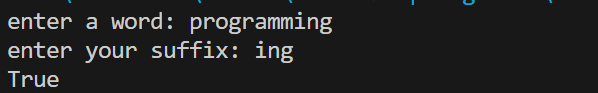 enter a word: programming
enter your suffix: ing
True